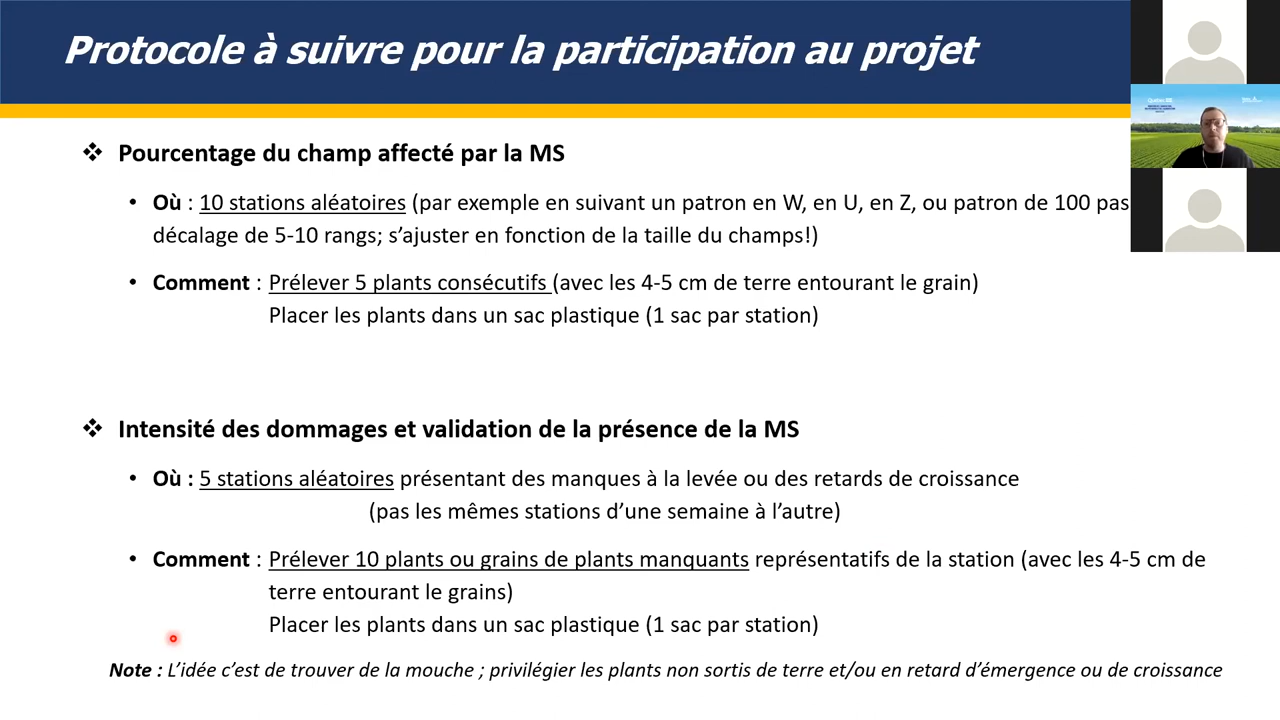 Protocole à suivre pour la participation au projet
❖ Pourcentage du champ affecté par la MS
• Où : 10 stations aléatoires (par exemple en suivant un patron en W, en U, en Z, ou patron de 100 pas
décalage de 5-10 rangs; s’ajuster en fonction de la taille du champs!)
• Comment : Prélever 5 plants consécutifs (avec les 4-5 cm de terre entourant le grain)
Placer les plants dans un sac plastique (1 sac par station)
❖ Intensité des dommages et validation de la présence de la MS
• Où : 5 stations aléatoires présentant des manques à la levée ou des retards de croissance
(pas les mêmes stations d’une semaine à l’autre)
• Comment : Prélever 10 plants ou grains de plants manquants représentatifs de la station (avec les 4-5 cm de
terre entourant le grains)
Placer les plants dans un sac plastique (1 sac par station)
Note : L’idée c’est de trouver de la mouche ; privilégier les plants non sortis de terre et/ou en retard d’émergence ou de croissance